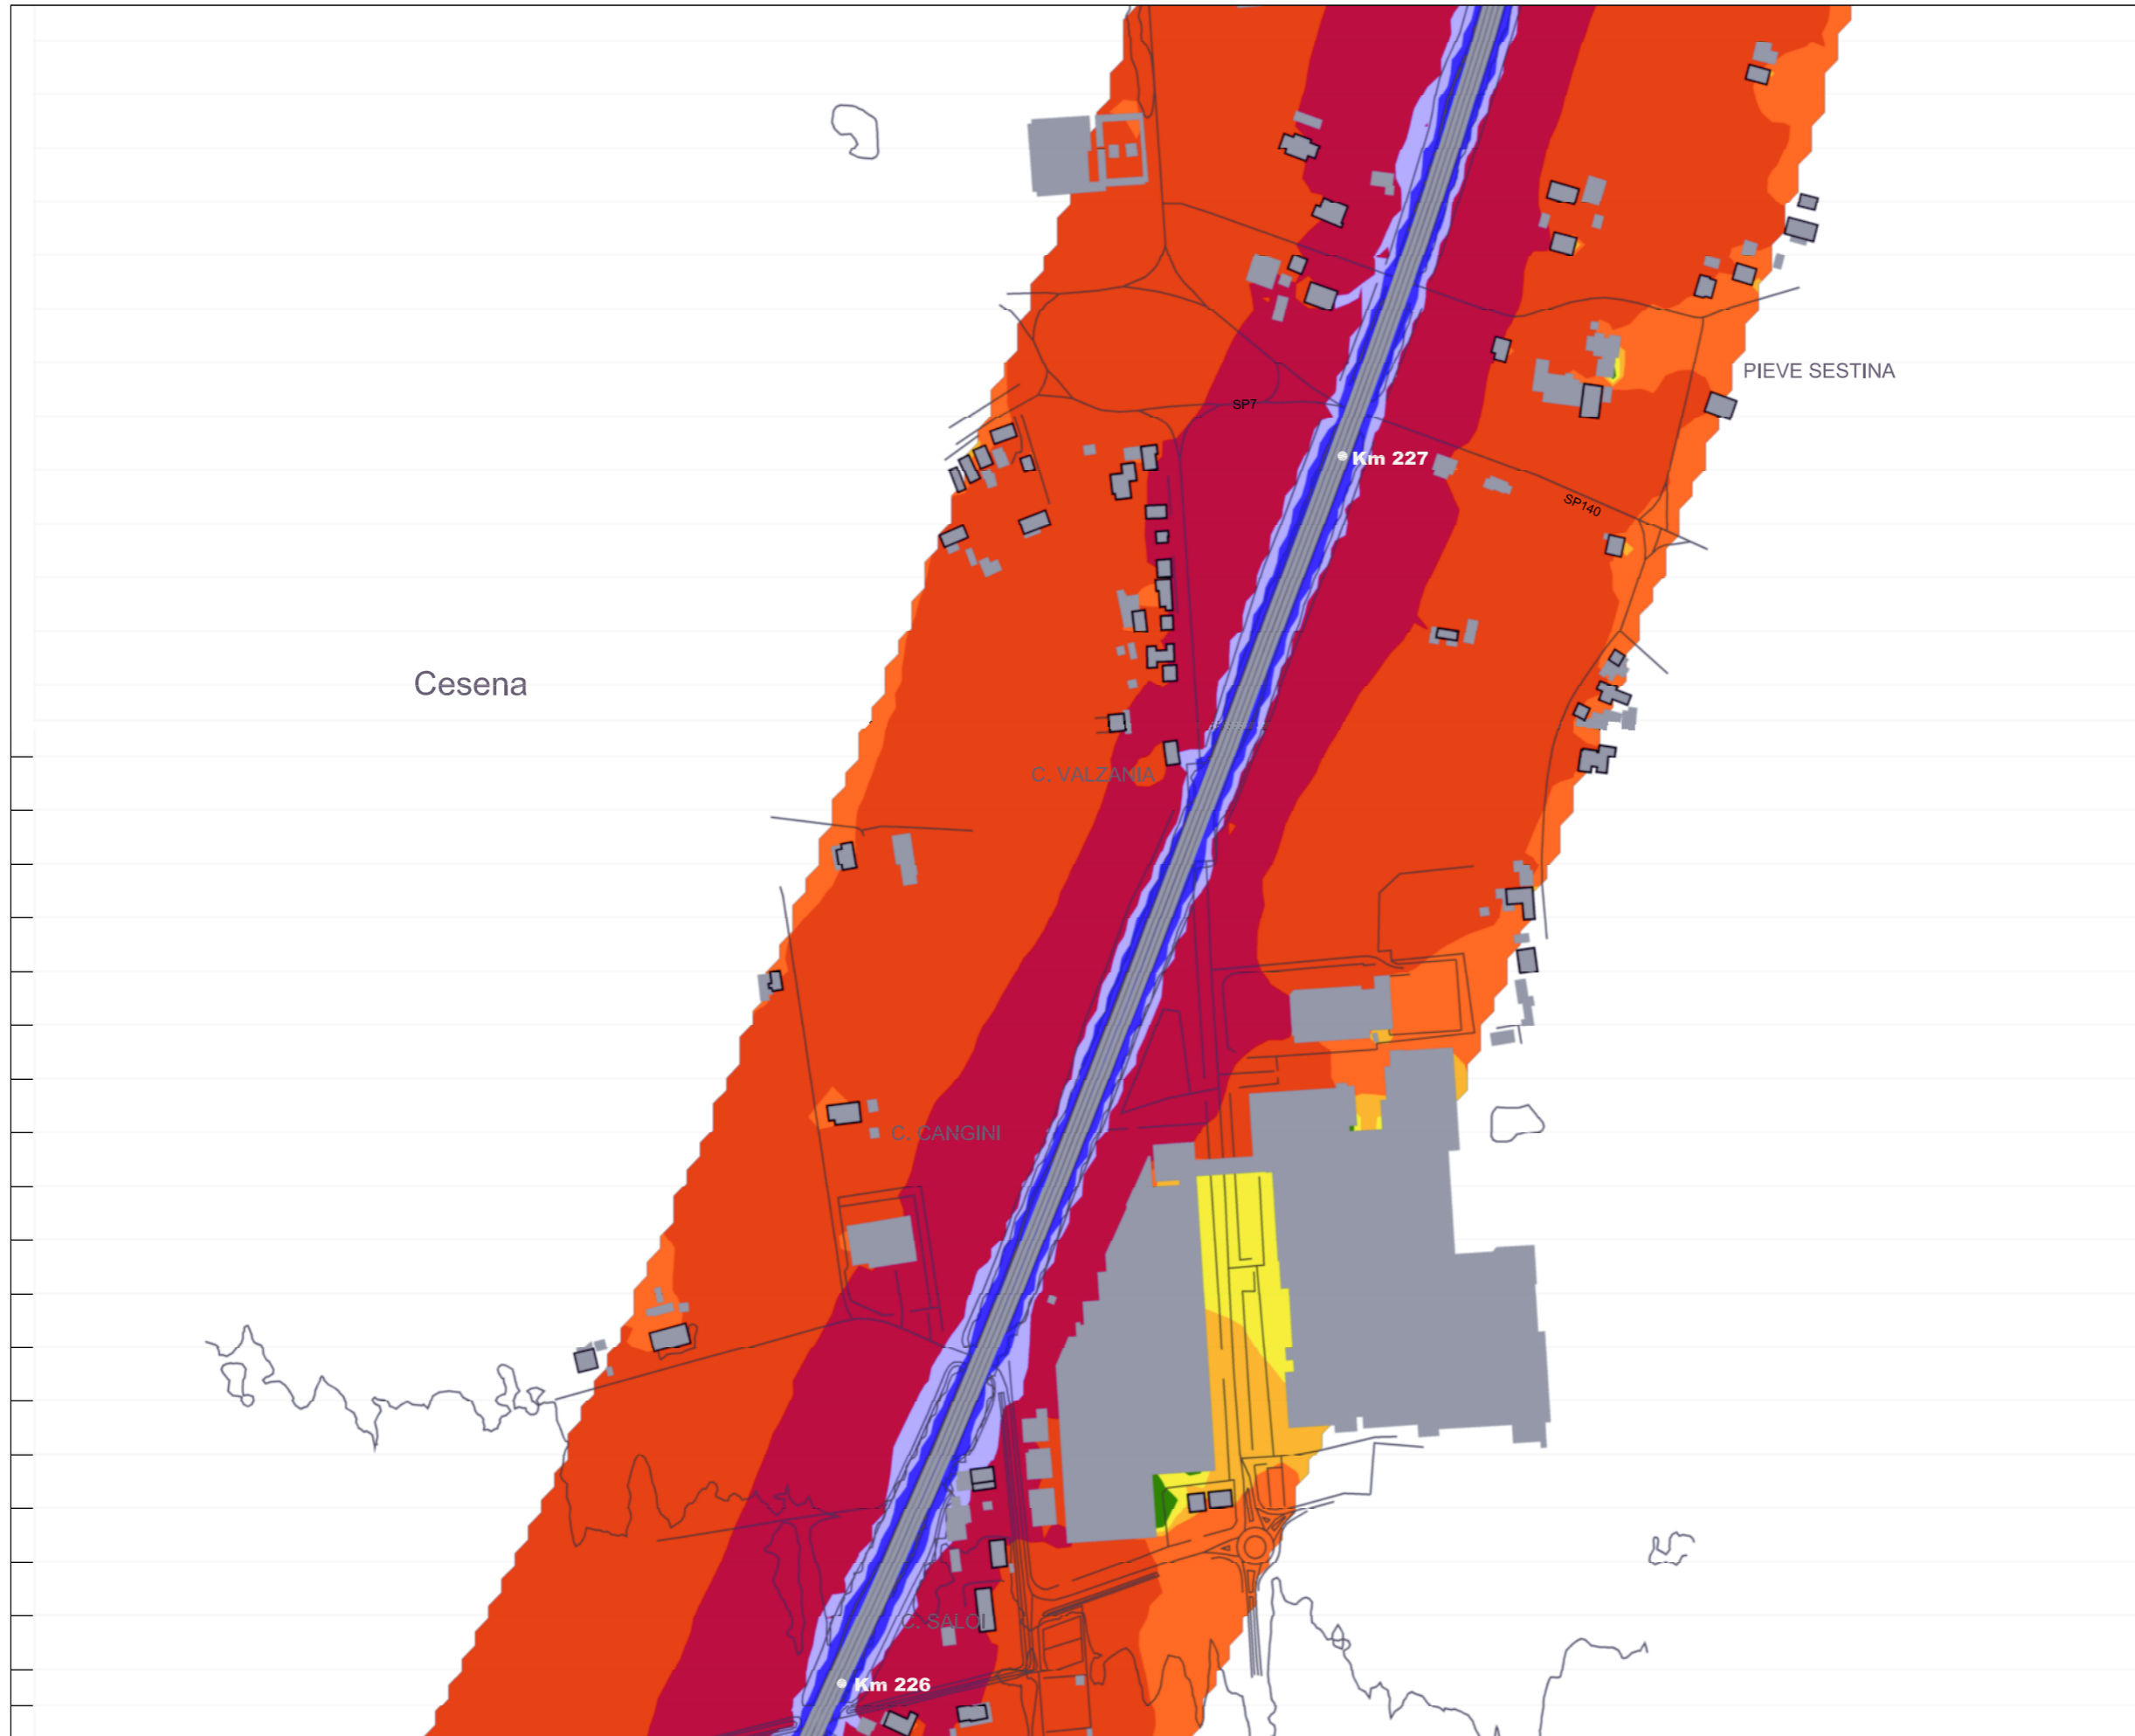 PIEVE SESTINA
SP7
Km 227
SP140
Cesena
C. VALZANIA
C. CANGINI
C. SALCI
Km 226